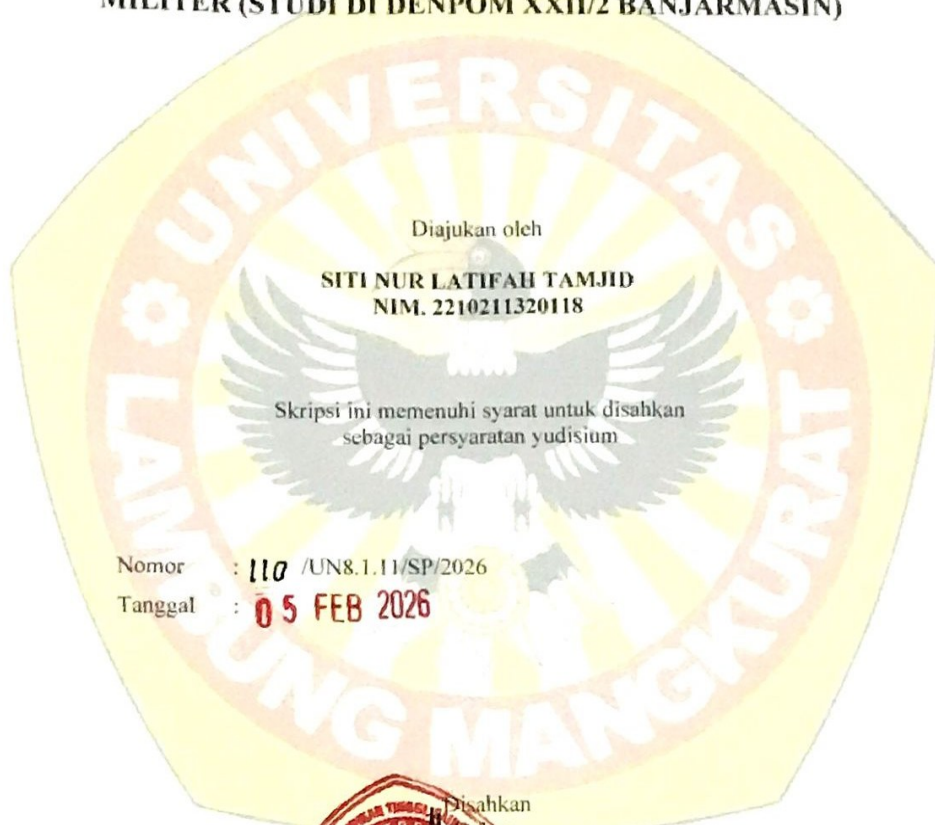 MILITER (STUDI DI DENPOM XXII/2 BANJARMASIN)
UNIVERSITAS
LAMBUNG MANGKURAT
Diajukan oleh
SITI NUR LATIFAH TAMJID
NIM. 2210211320118
Skripsi ini memenuhi syarat untuk disahkan
sebagai persyaratan yudisium
Nomor : 110 /UN8.1.11/SP/2026
Tanggal : 05 FEB 2026
Disahkan